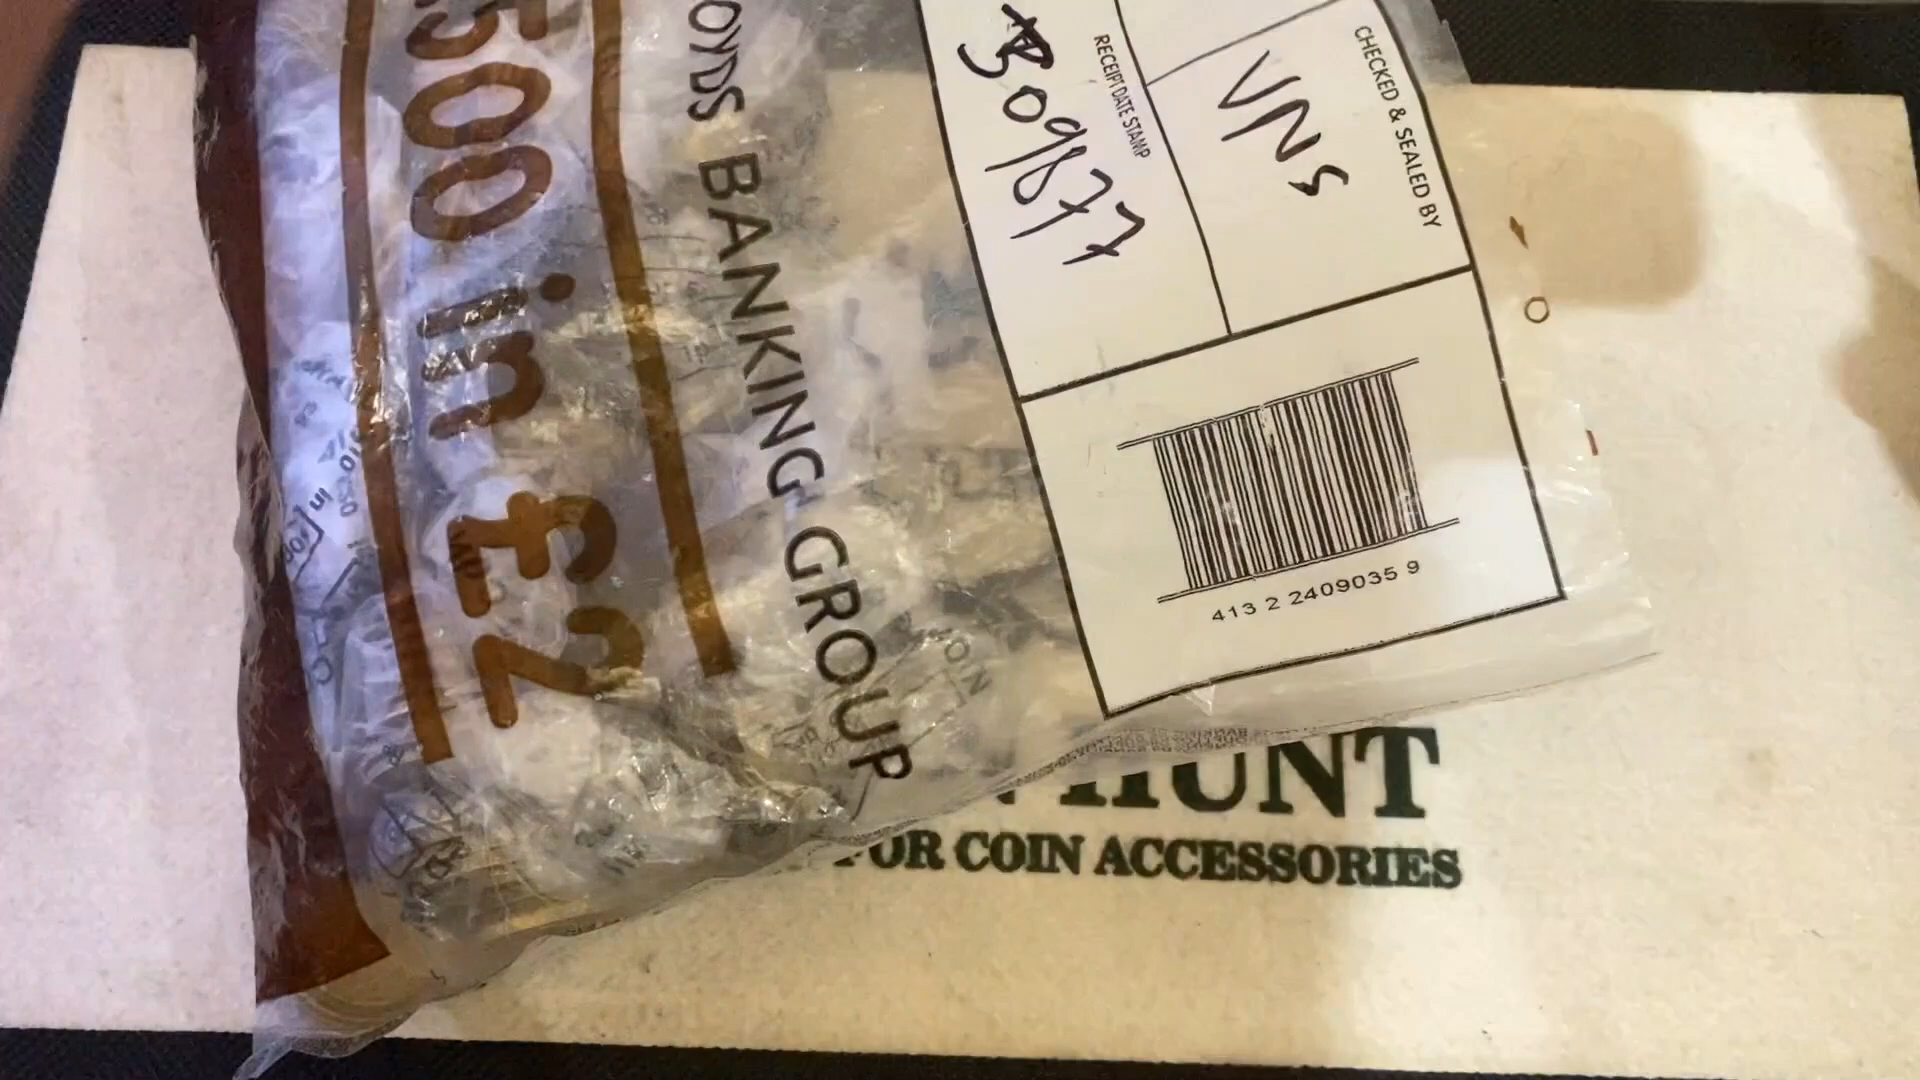 500 in £2
OYDS BANKING GROUP
CHECKED & SEALED BY
VNS
RECEIPT DATE STAMP
309877
413 2 2409035 9
HUNT
FOR COIN ACCESSORIES
COIN